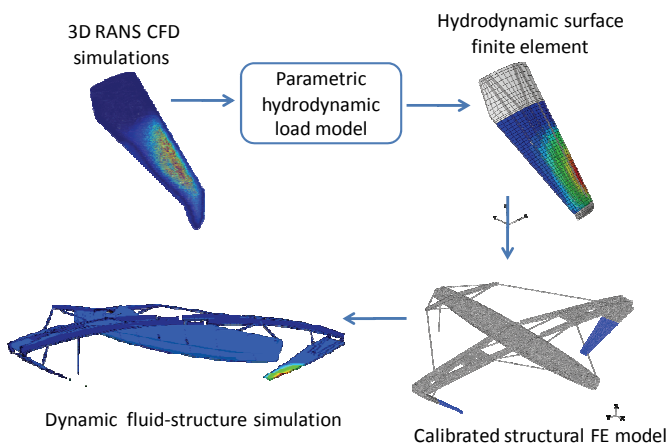 3D RANS CFD
simulations
Parametric
hydrodynamic
load model
Hydrodynamic surface
finite element
Dynamic fluid-structure simulation
Calibrated structural FE model